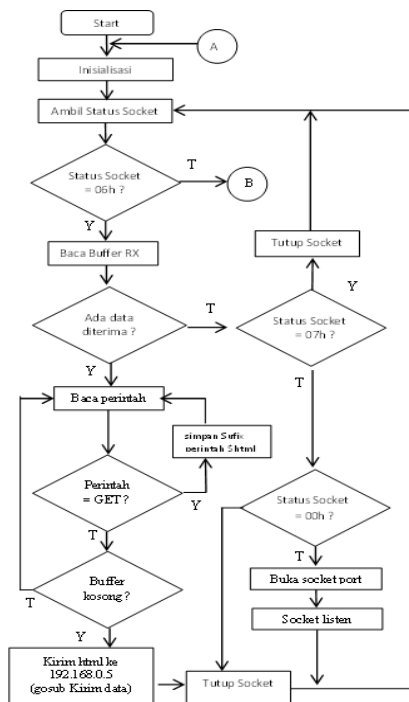 Start
A
Inisialisasi
Ambil Status Socket
Status Socket
= 06h ?
T
B
Y
Baca Buffer RX
Ada data
diterima ?
T
Y
Tutup Socket
Y
Status Socket
= 07h ?
T
Baca perintah
simpan Sufix
perintah Shtml
Perintah
= GET?
Y
T
Buffer
kosong?
T
Y
Status Socket
= 00h ?
T
Buka socket port
Socket listen
Kirim html ke
192.168.0.5
(gosub Kirim data)
Tutup Socket